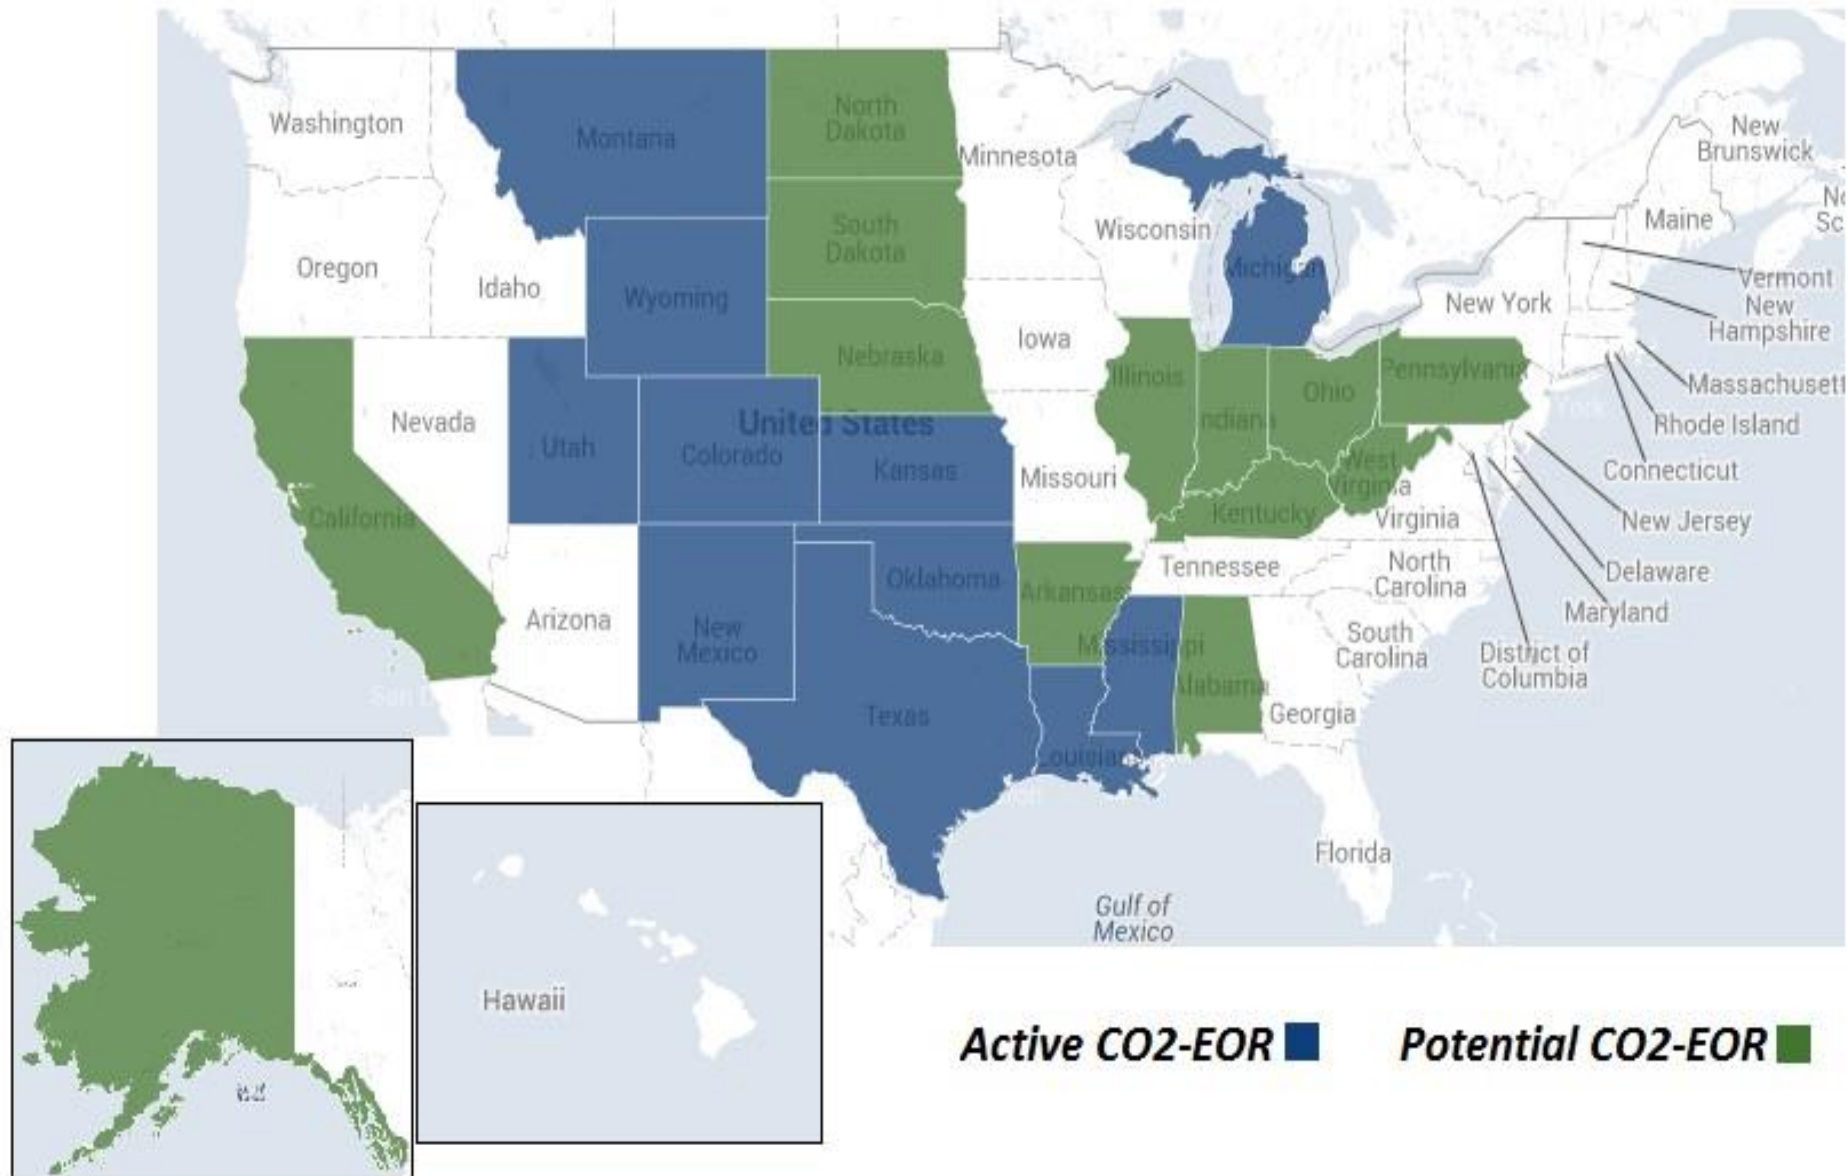 Washington
Montana
North
Dakota
Minnesota
New
Brunswick
Oregon
Idaho
Wyoming
South
Dakota
Wisconsin
Michigan
Maine
Vermont
New York
New
Hampshire
Nevada
Utah
Colorado
United States
Nebraska
Kansas
Iowa
Missouri
Illinois
Indiana
Ohio
Pennsylvania
Massachusett
Rhode Island
Connecticut
California
West
Virginia
Kentucky
Virginia
New Jersey
Arizona
New
Mexico
Oklahoma
Arkansas
Tennessee
North
Carolina
Delaware
Maryland
Texas
Mississippi
Alabama
Georgia
South
Carolina
District of
Columbia
Louisian
Florida
Gulf of
Mexico
Hawaii
Active CO2-EOR
Potential CO2-EOR